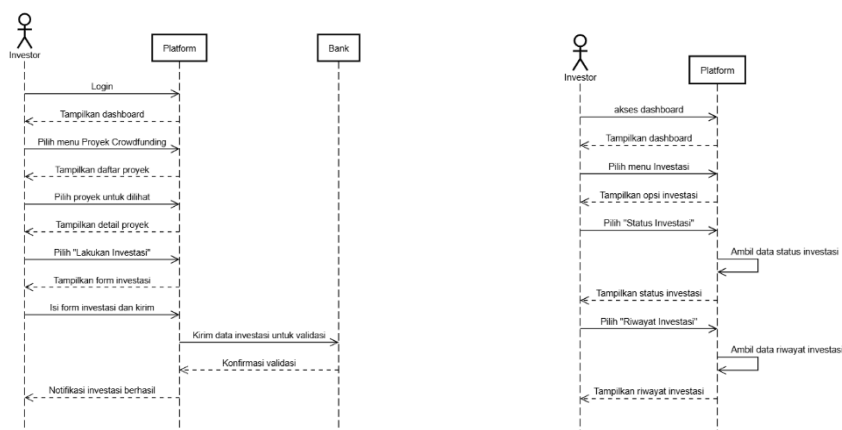 Investor
Platform
Bank
Login
Tampilkan dashboard
Pilih menu Proyek Crowdfunding
Tampilkan daftar proyek
Pilih proyek untuk dilihat
Tampilkan detail proyek
Pilih "Lakukan Investasi"
Tampilkan form investasi
Isi form investasi dan kirim
Kirim data investasi untuk validasi
Konfirmasi validasi
Notifikasi investasi berhasil
Investor
Platform
akses dashboard
Tampilkan dashboard
Pilih menu Investasi
Tampilkan opsi investasi
Pilih "Status Investasi"
Ambil data status investasi
Tampilkan status investasi
Pilih "Riwayat Investasi"
Ambil data riwayat investasi
Tampilkan riwayat investasi